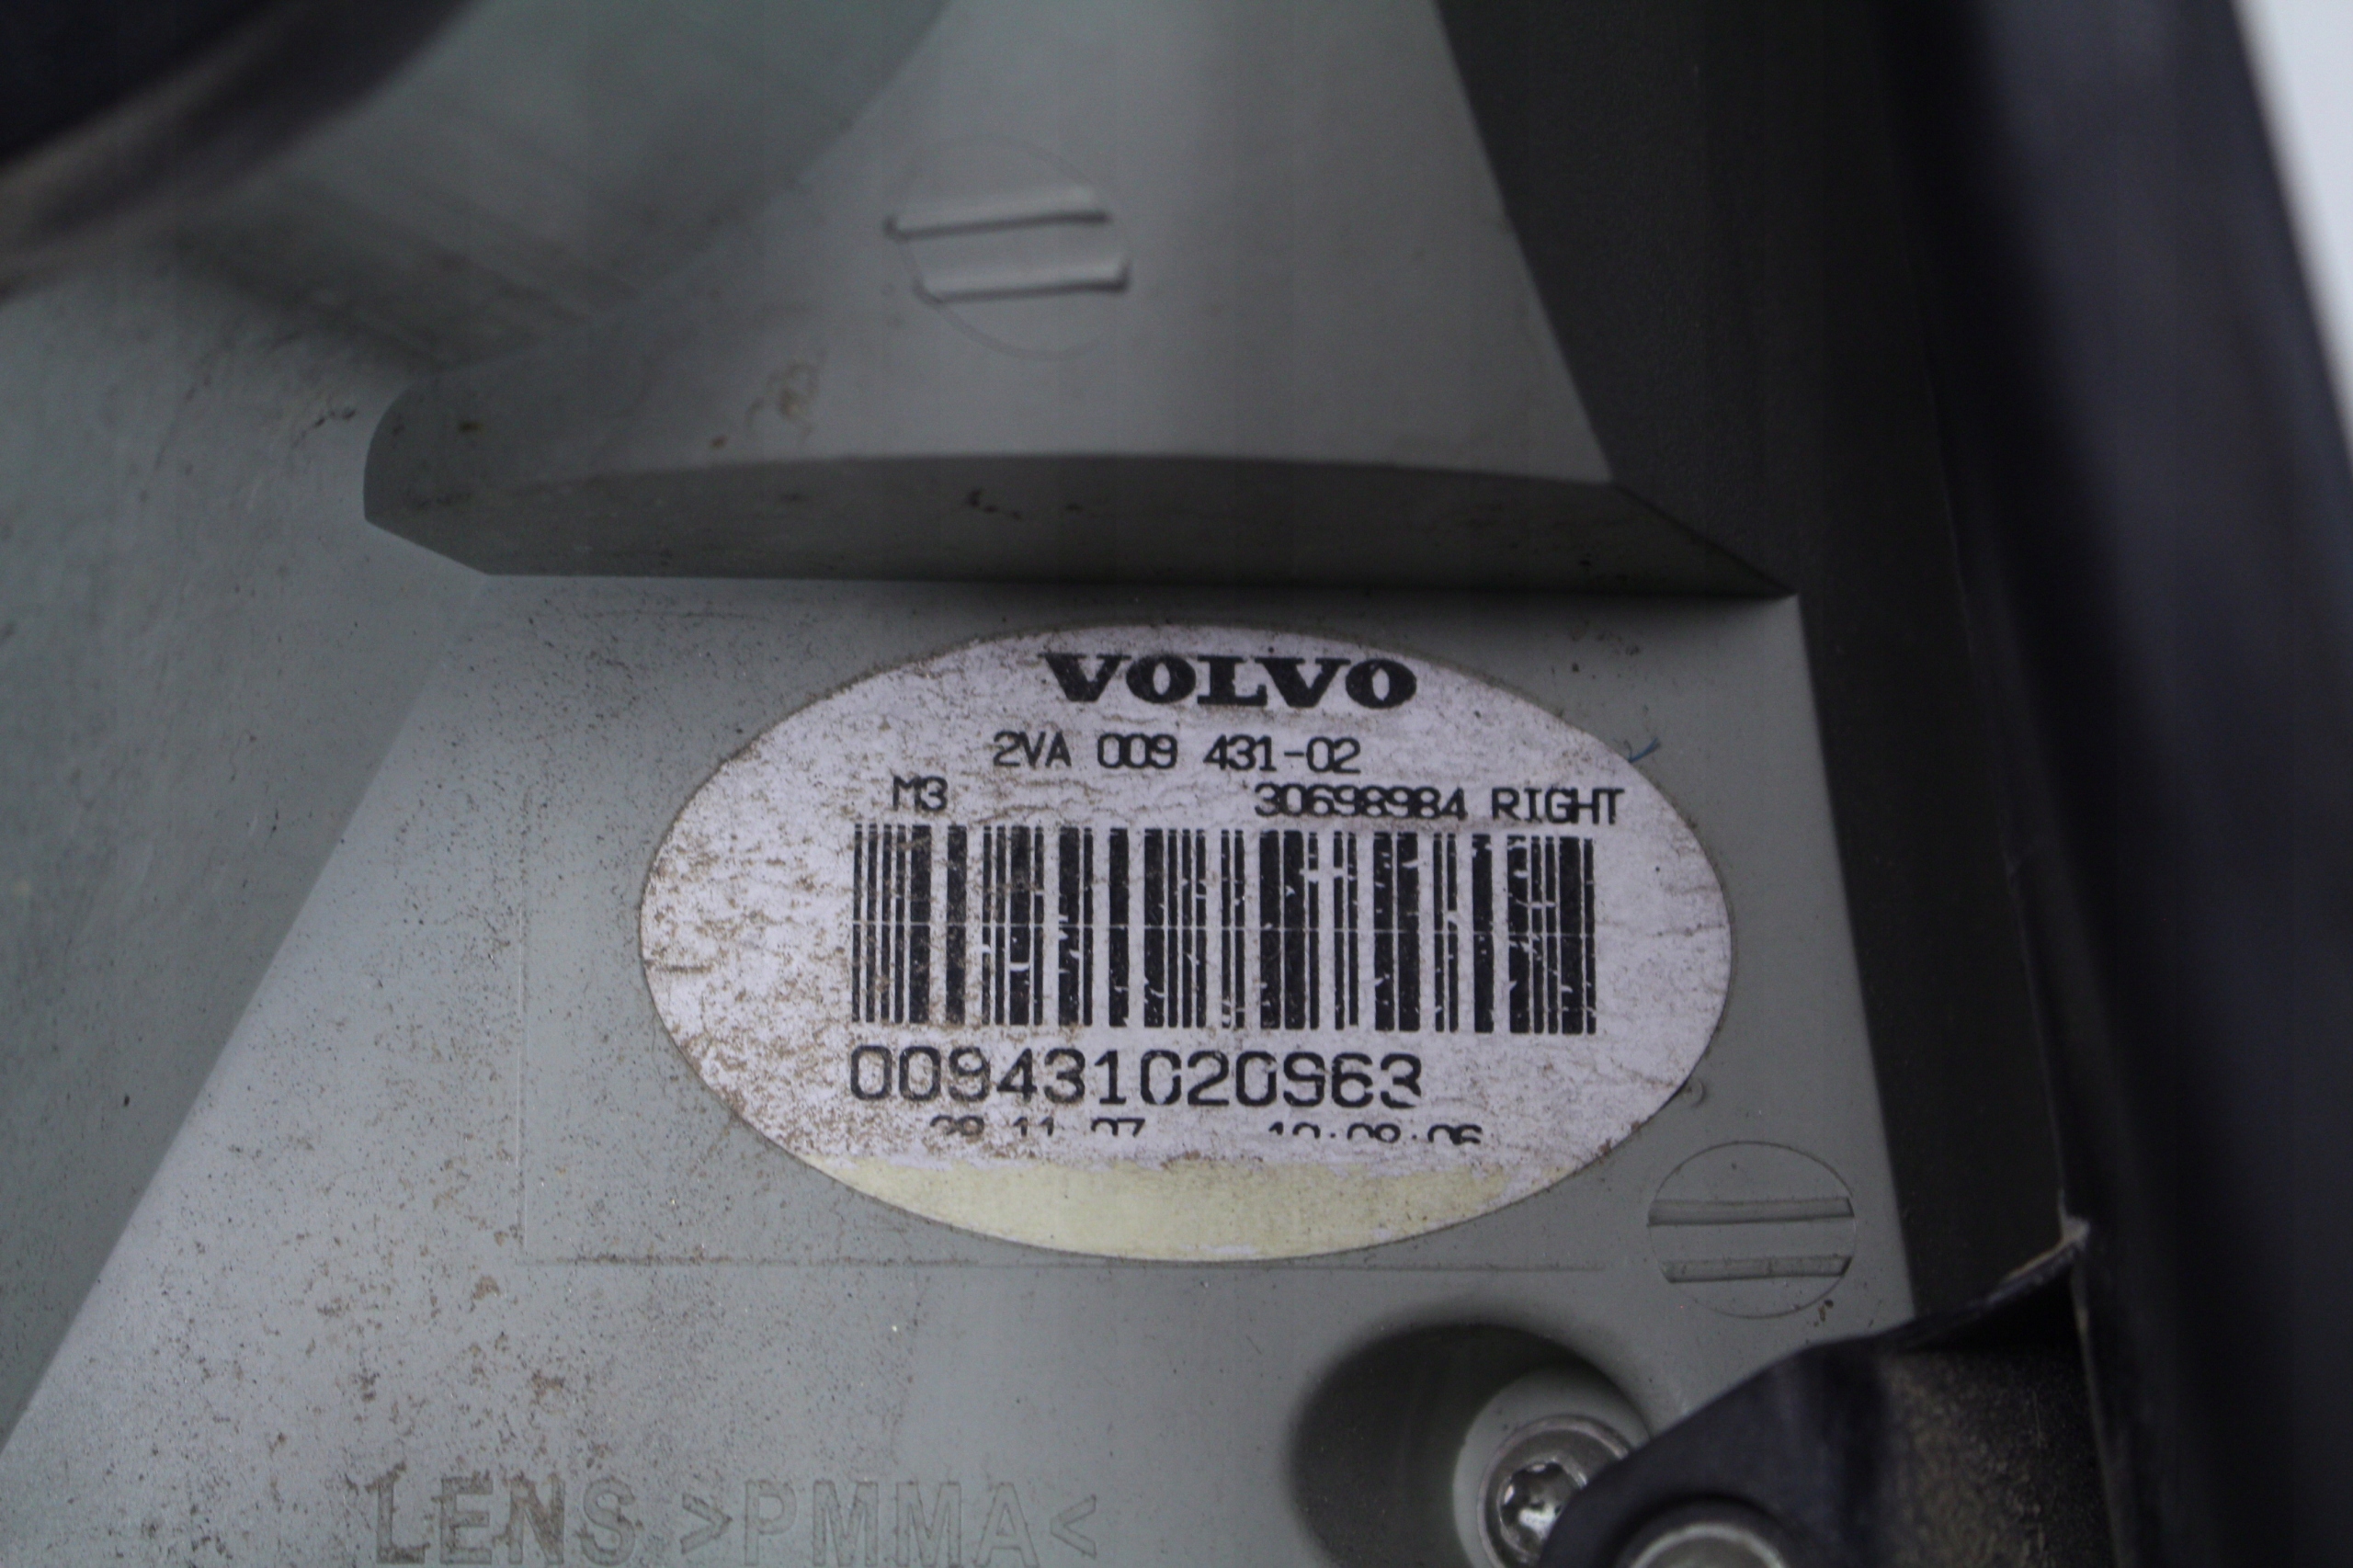 VOLVO
2VA 009 431-02
M3 30698984 RIGHT
009431020963
LENS >PMMA<